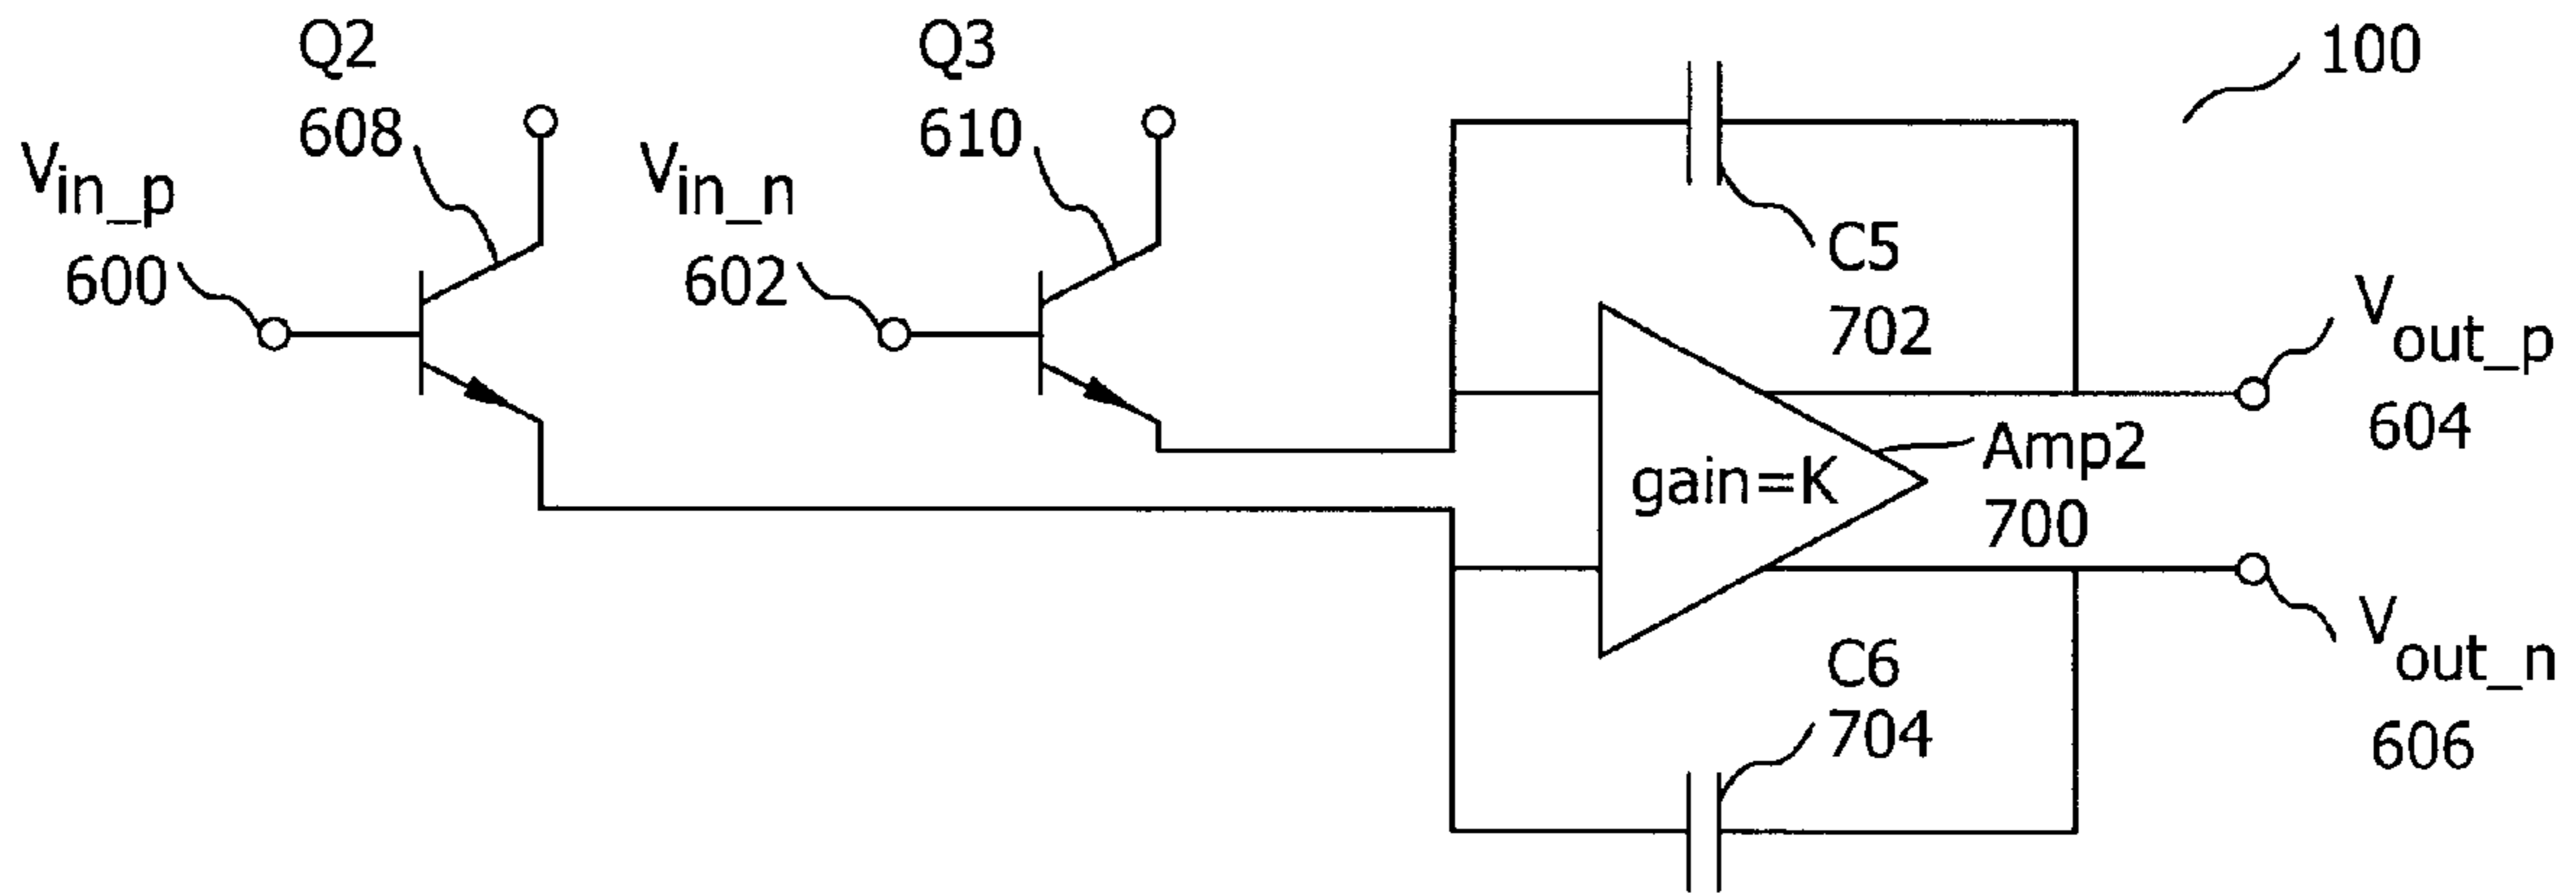 Q2
608
Vin_p
600
Q3
610
Vin_n
602
100
C5
702
Vout_p
604
gain=K
Amp2
700
Vout_n
606
C6
704